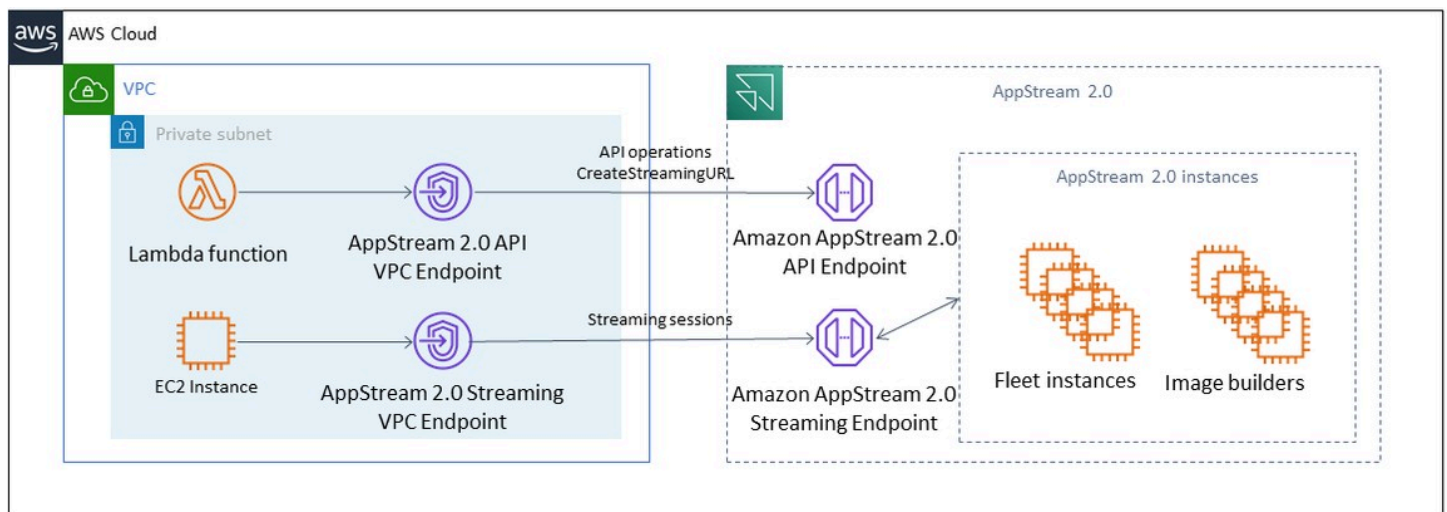 aws
AWS Cloud
VPC
AppStream 2.0
Private subnet
API operations
CreateStreamingURL
AppStream 2.0 instances
Lambda function
AppStream 2.0 API
VPC Endpoint
Amazon AppStream 2.0
API Endpoint
Streaming sessions
EC2 Instance
AppStream 2.0 Streaming
VPC Endpoint
Amazon AppStream 2.0
Streaming Endpoint
Fleet instances
Image builders